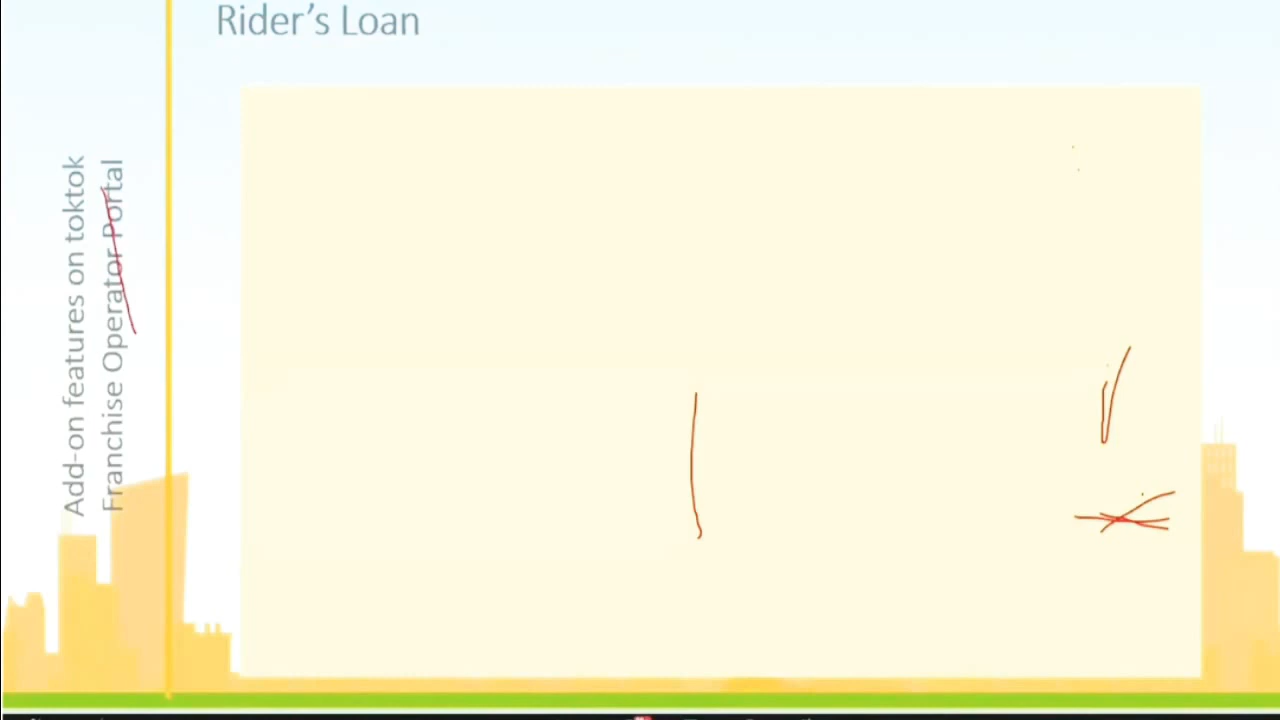 Rider's Loan
Add-on features on toktok
Franchise Operator Portal